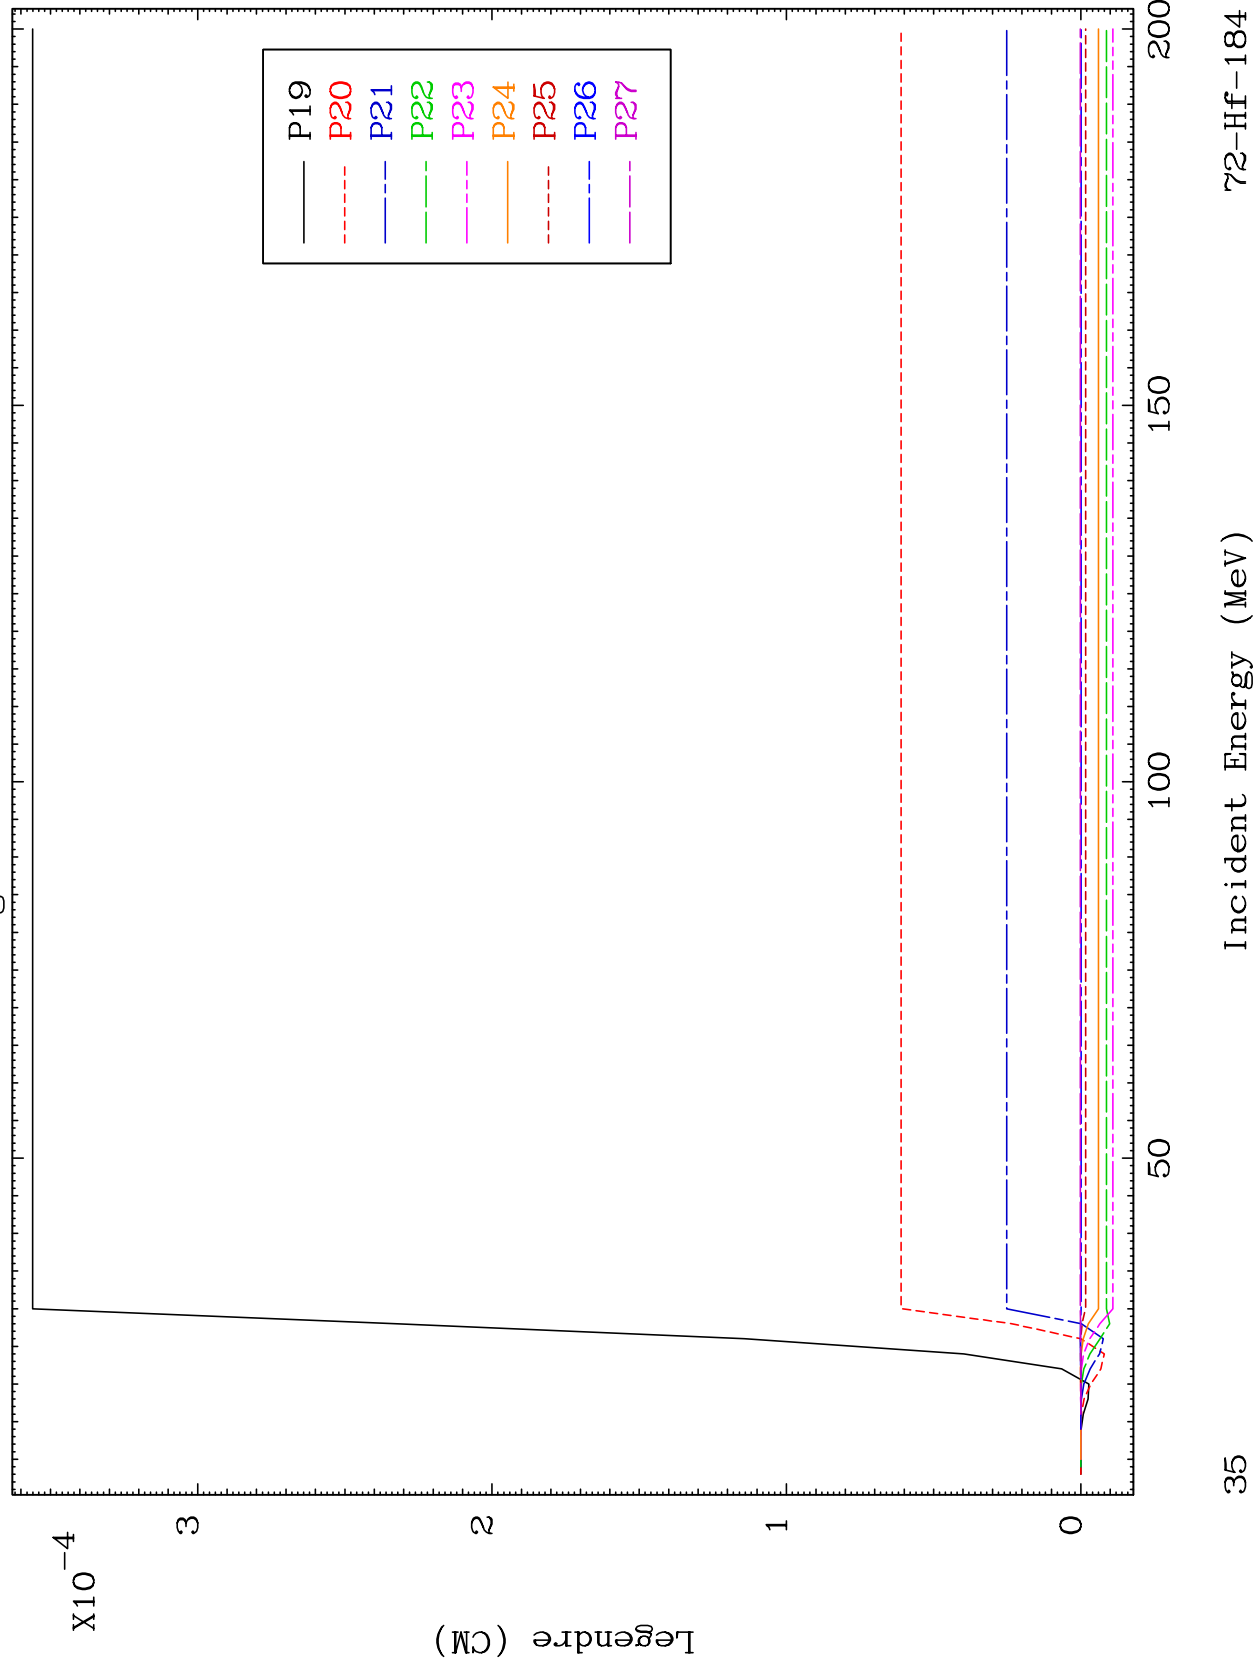 P19
P20
P21
P22
P23
P24
P25
P26
P27
X10-4
3
2
1
0
Legendre (CM)
50
100
150
200
Incident Energy (MeV)
35
72-Hf-184